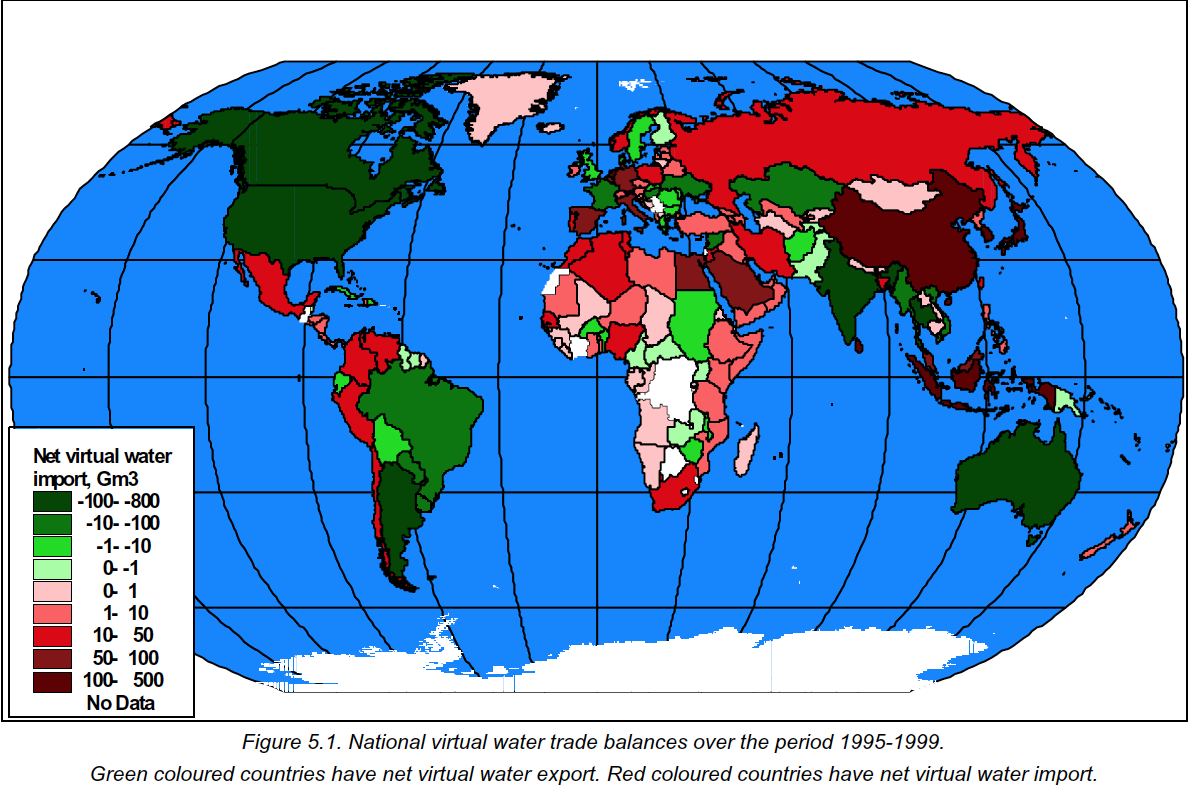 Net virtual water
import, Gm3
-100- -800
-10- -100
-1- -10
0- -1
0- 1
1- 10
10- 50
50- 100
100- 500
No Data
Figure 5.1. National virtual water trade balances over the period 1995-1999.
Green coloured countries have net virtual water export. Red coloured countries have net virtual water import.